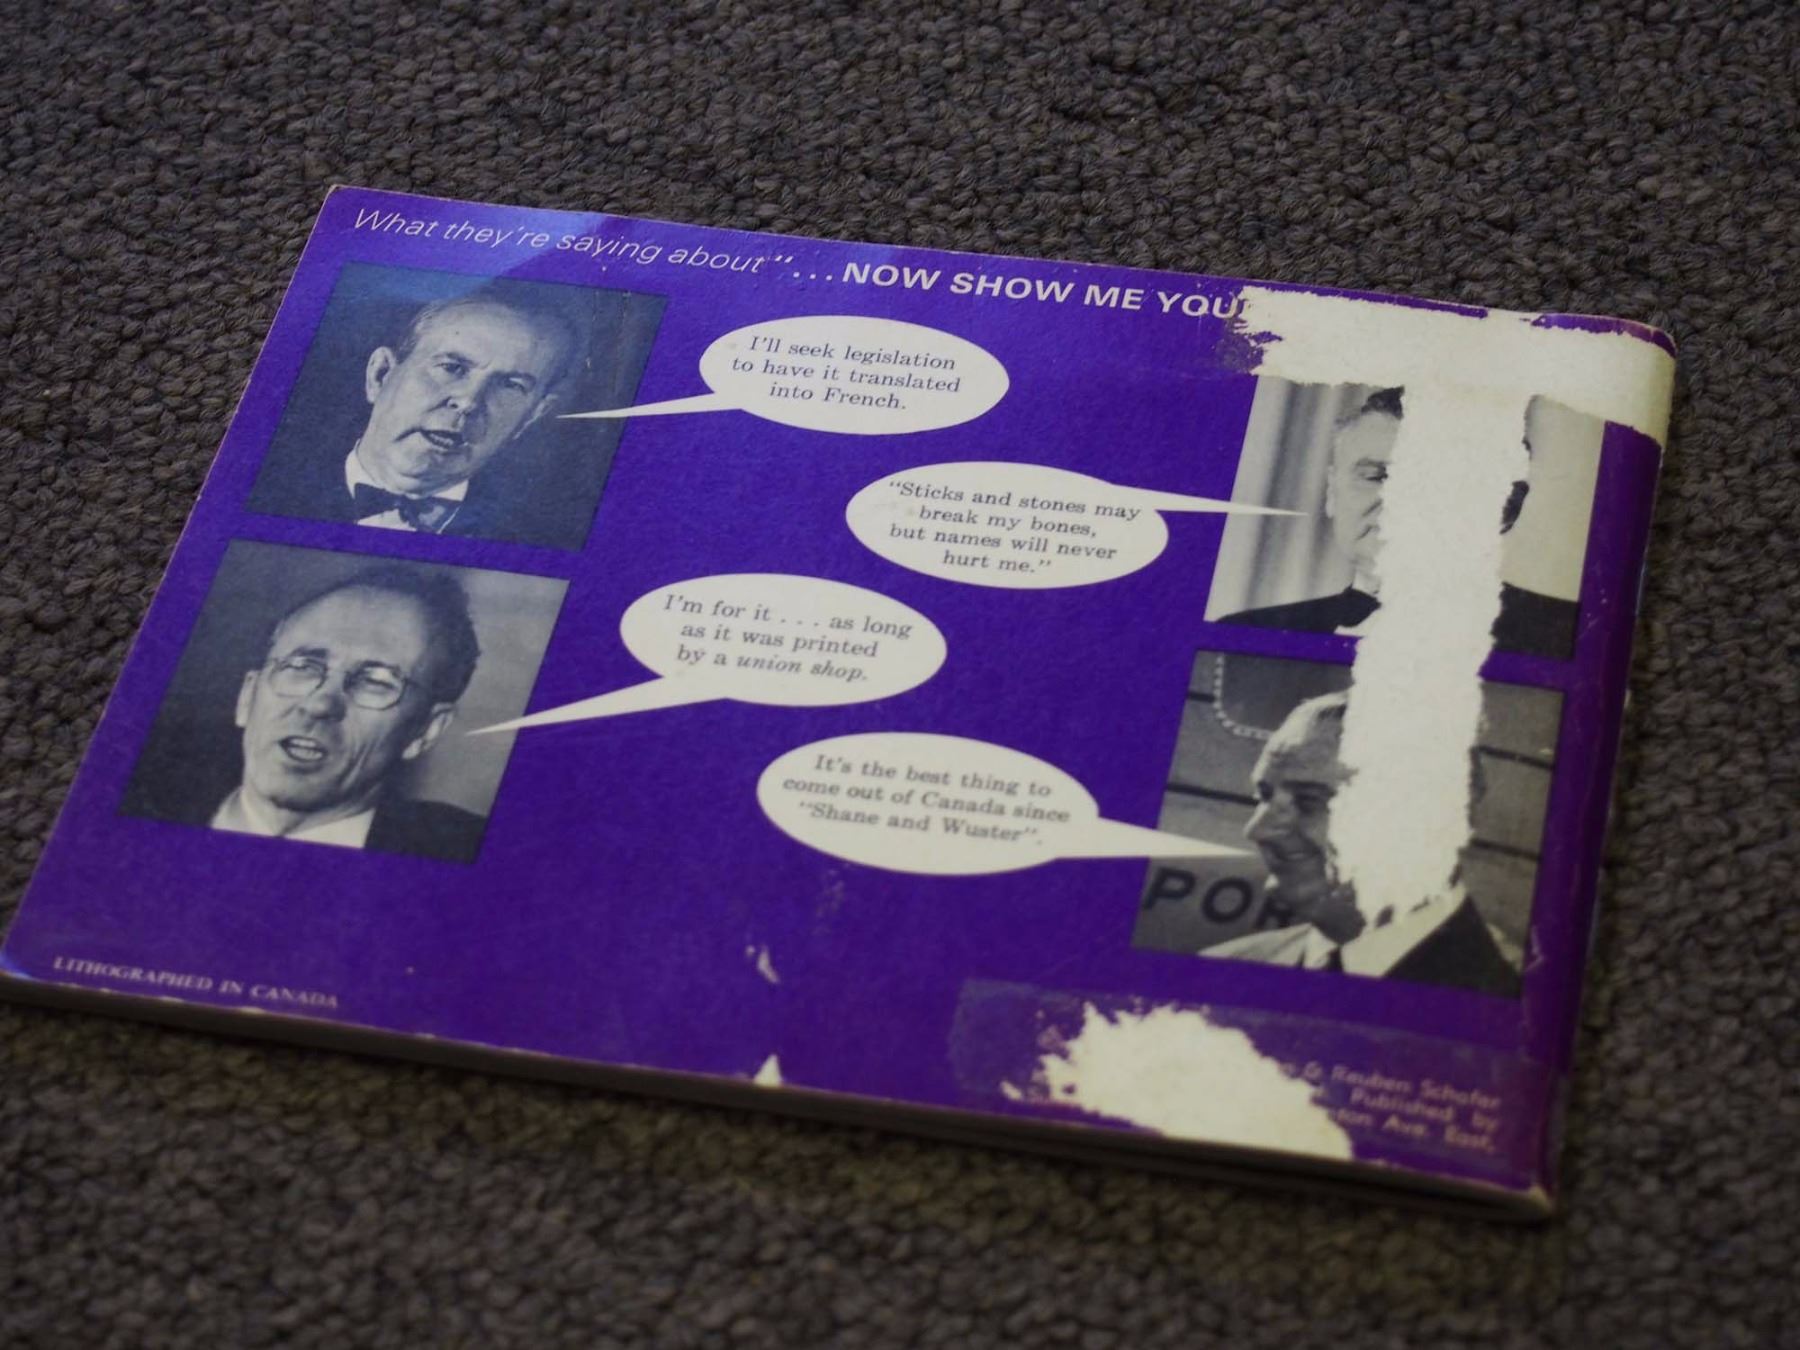 What they're saying about "...NOW SHOW ME YOU
I'll seek legislation
to have it translated
into French.
"Sticks and stones may
break my bones,
but names will never
hurt me."
I'm for it . . . as long
as it was printed
by a union shop.
It's the best thing to
come out of Canada since
"Shane and Wuster".
POR
LITHOGRAPHED IN CANADA
& Reuben Schafer
Published by
Ave. East,